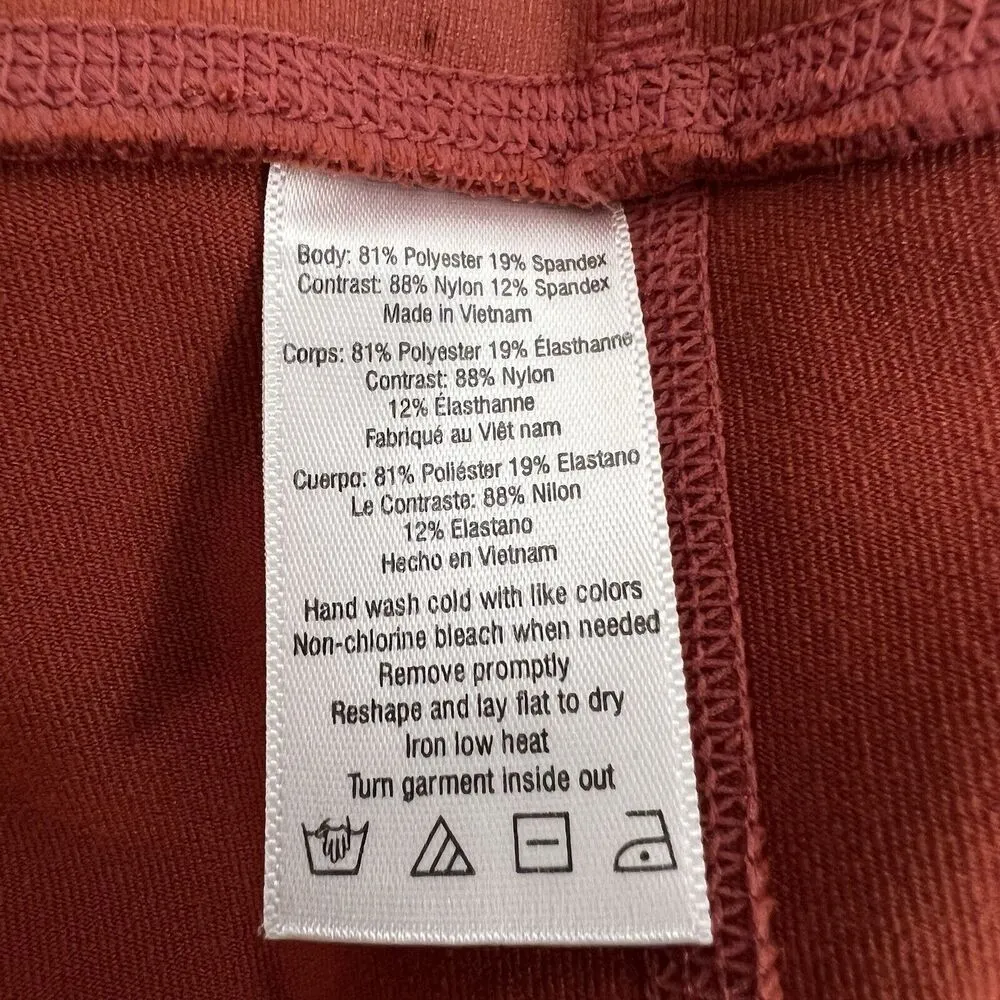 Body: 81% Polyester 19% Spandex
Contrast: 88% Nylon 12% Spandex
Made in Vietnam
Corps: 81% Polyester 19% Élasthanne
Contrast: 88% Nylon
12% Élasthanne
Fabriqué au Viêt nam
Cuerpo: 81% Poliéster 19% Elastano
Le Contraste: 88% Nilon
12% Elastano
Hecho en Vietnam
Hand wash cold with like colors
Non-chlorine bleach when needed
Remove promptly
Reshape and lay flat to dry
Iron low heat
Turn garment inside out